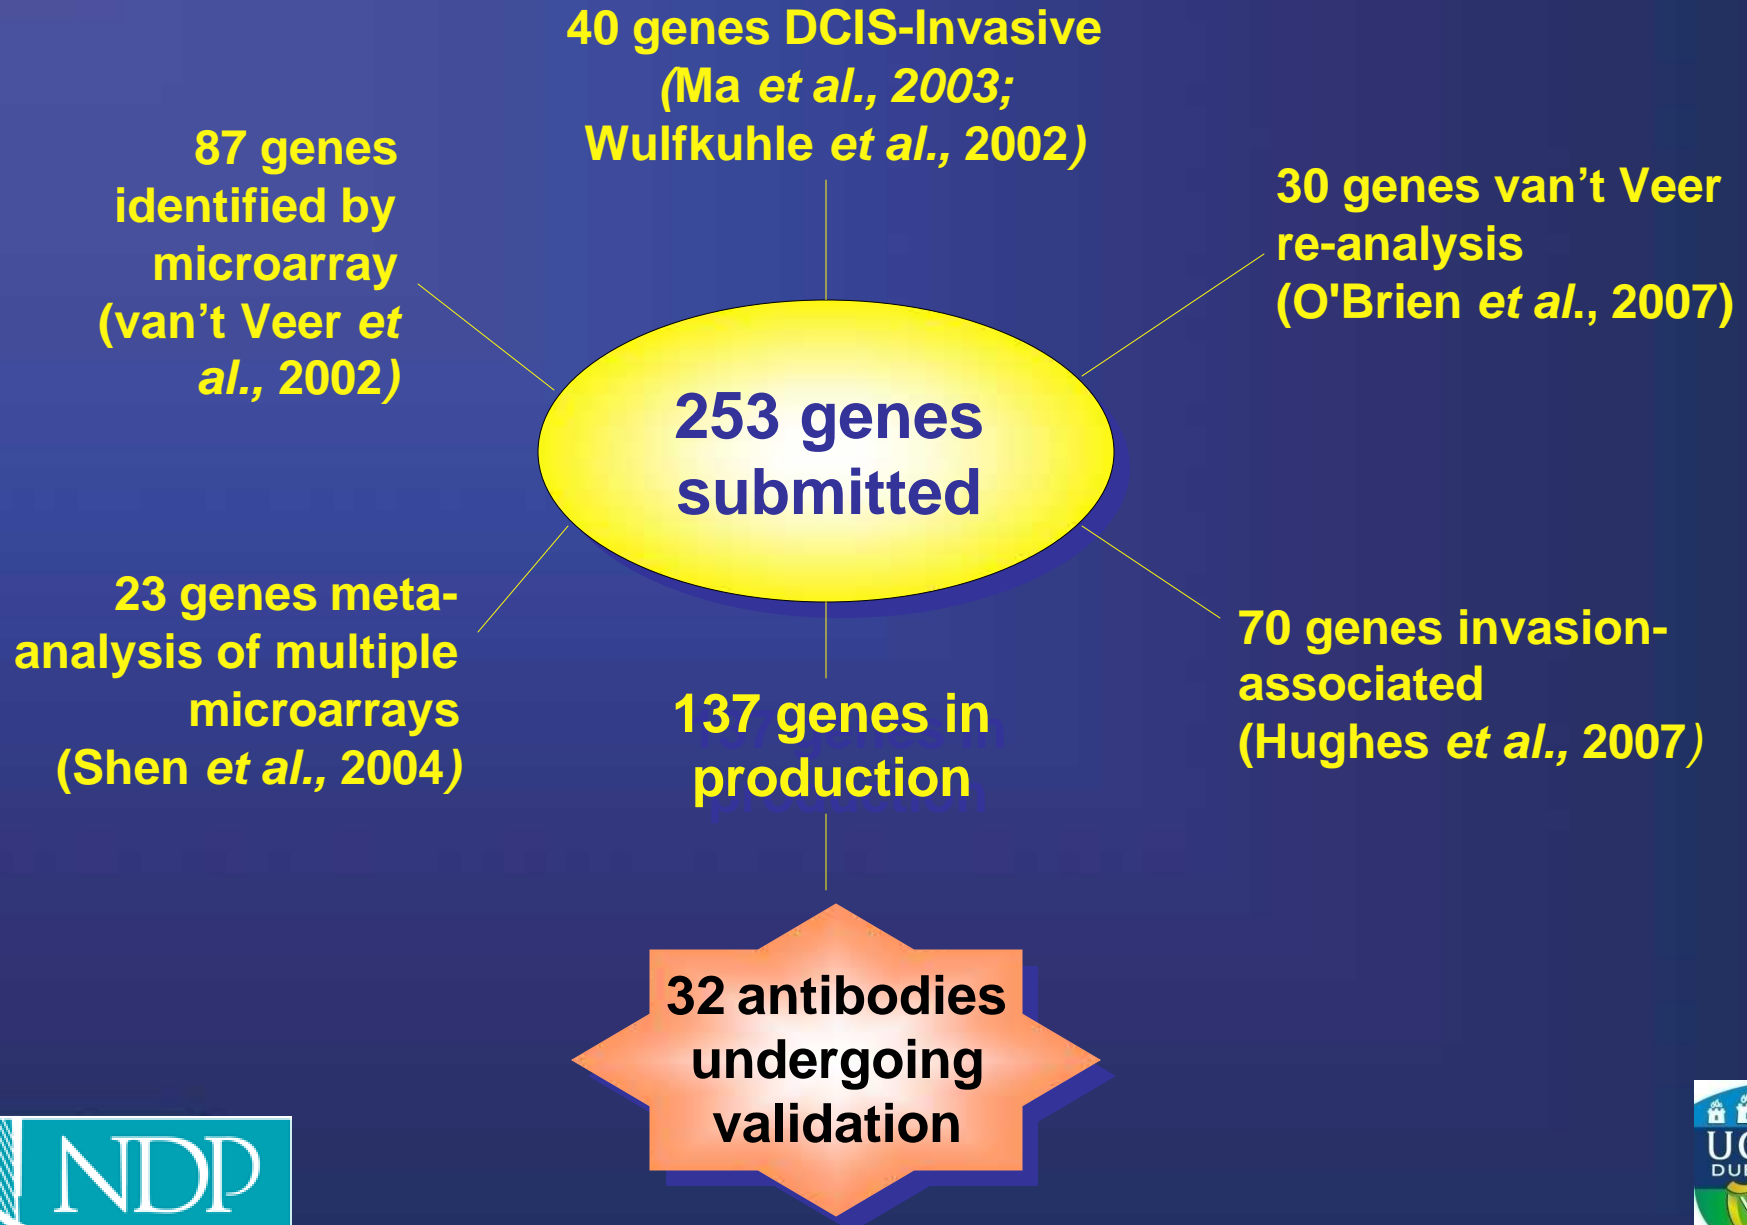 40 genes DCIS-Invasive
(Ma et al., 2003;
Wulfkuhle et al., 2002)
87 genes
identified by
microarray
(van’t Veer et
al., 2002)
30 genes van’t Veer
re-analysis
(O'Brien et al., 2007)
253 genes
submitted
23 genes meta-
analysis of multiple
microarrays
(Shen et al., 2004)
70 genes invasion-
associated
(Hughes et al., 2007)
137 genes in
production
32 antibodies
undergoing
validation
NDP